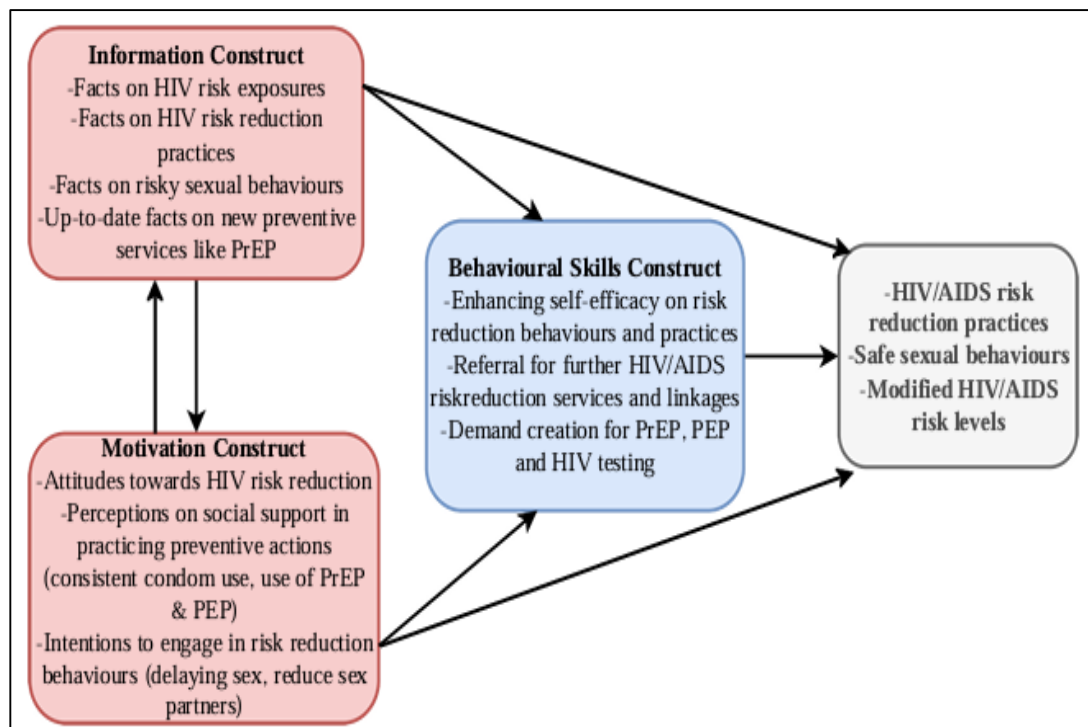 Information Construct
-Facts on HIV risk exposures
-Facts on HIV risk reduction
practices
-Facts on risky sexual behaviours
-Up-to-date facts on new preventive
services like PrEP
Motivation Construct
-Attitudes towards HIV risk reduction
-Perceptions on social support in
practicing preventive actions
(consistent condom use, use of PrEP
& PEP)
-Intentions to engage in risk reduction
behaviours (delaying sex, reduce sex
partners)
Behavioural Skills Construct
-Enhancing self-efficacy on risk
reduction behaviours and practices
-Referral for further HIV/AIDS
riskreduction services and linkages
-Demand creation for PrEP, PEP
and HIV testing
-HIV/AIDS risk
reduction practices
-Safe sexual behaviours
-Modified HIV/AIDS
risk levels